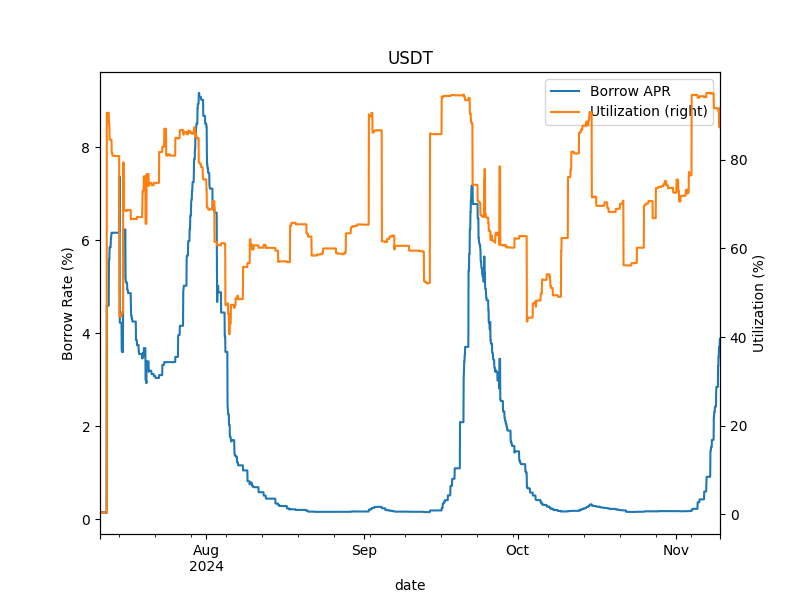 USDT
Borrow APR
Utilization (right)
Borrow Rate (%)
8
6
4
2
0
80
60
40
20
0
Utilization (%)
Aug
2024
Sep
Oct
Nov
date